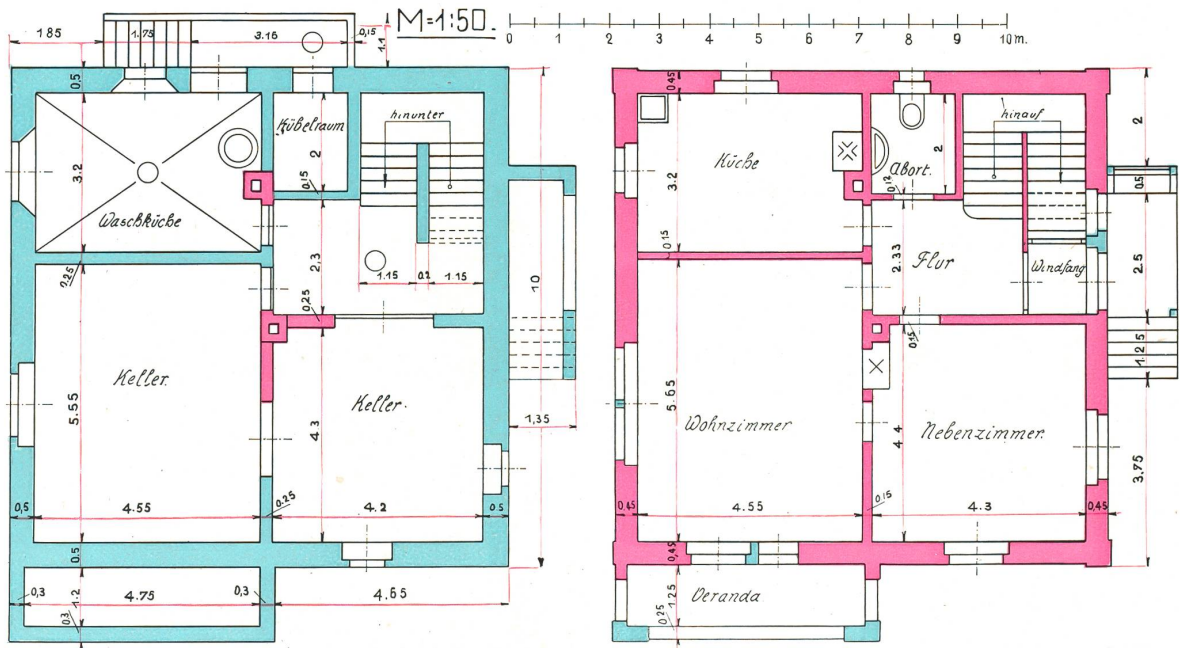 M=1:50.
0 1 2 3 4 5 6 7 8 9 10 m.
185
1.75
3.16
0,15
1.1
0,5
Kübelraum
hinunter
2
3.2
0.15
Waschküche
0.25
2,3
1.15 0.2 1.15
0,25
10
Keller.
5.55
Keller.
4.3
1,35
0,5 4.55 0.25 4.2 0 5
0.5
0,3 1.2 4.75 0,3 4.55
0.3
0,45
Küche
Abort.
hinauf
2
2
3.2
0.12
0.5
0.15
2.33
Flur
Windfang
2.5
0.15
1.25
5.65
Wohnzimmer
4.4
Nebenzimmer.
3.75
0,45 4.55 0.15 4.3 0,45
0,45
Veranda
1.25
0.25